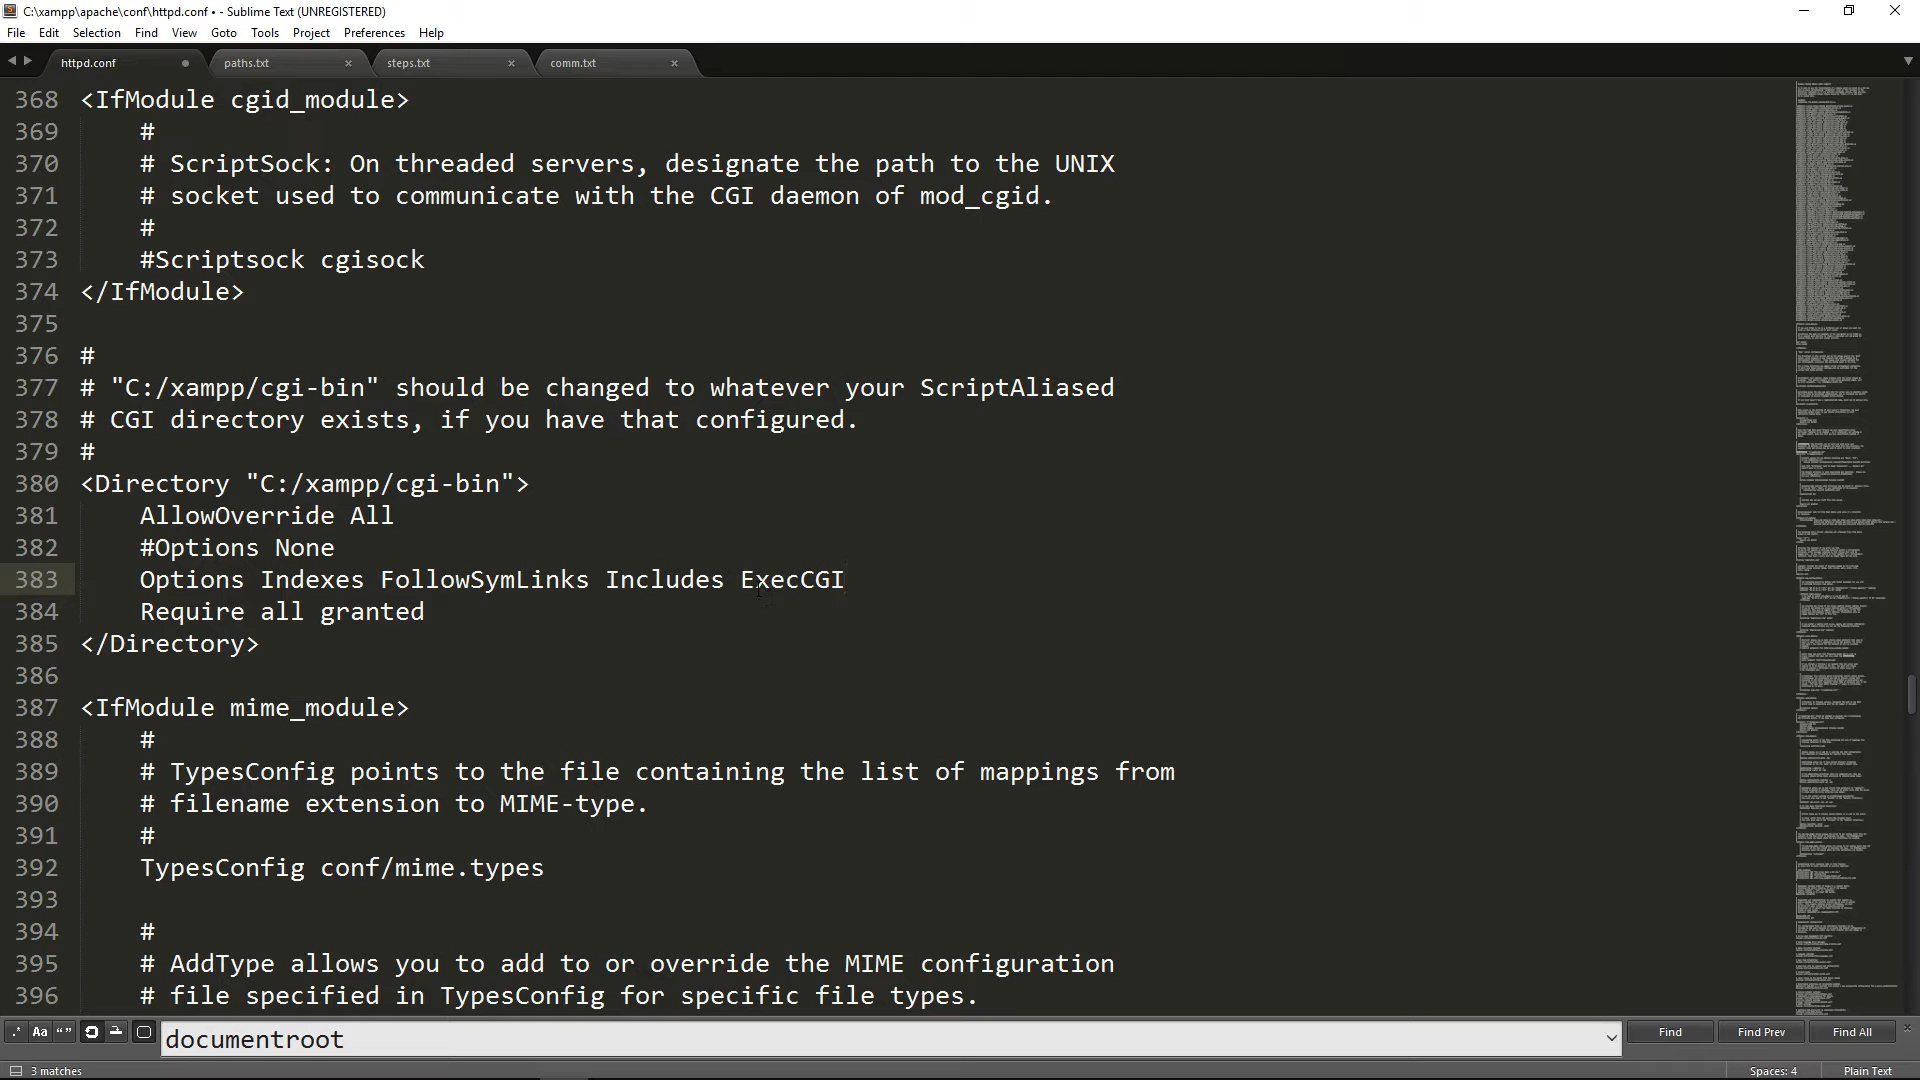 C:\xampp\apache\conf\httpd.conf • - Sublime Text (UNREGISTERED)
File Edit Selection Find View Goto Tools Project Preferences Help
httpd.conf paths.txt steps.txt comm.txt
368 <IfModule cgid_module>
369     #
370     # ScriptSock: On threaded servers, designate the path to the UNIX
371     # socket used to communicate with the CGI daemon of mod_cgid.
372     #
373     #Scriptsock cgisock
374 </IfModule>
375
376 #
377 # "C:/xampp/cgi-bin" should be changed to whatever your ScriptAliased
378 # CGI directory exists, if you have that configured.
379 #
380 <Directory "C:/xampp/cgi-bin">
381     AllowOverride All
382     #Options None
383     Options Indexes FollowSymLinks Includes ExecCGI
384     Require all granted
385 </Directory>
386
387 <IfModule mime_module>
388     #
389     # TypesConfig points to the file containing the list of mappings from
390     # filename extension to MIME-type.
391     #
392     TypesConfig conf/mime.types
393
394     #
395     # AddType allows you to add to or override the MIME configuration
396     # file specified in TypesConfig for specific file types.
.* Aa “” documentroot Find Find Prev Find All
3 matches Spaces: 4 Plain Text